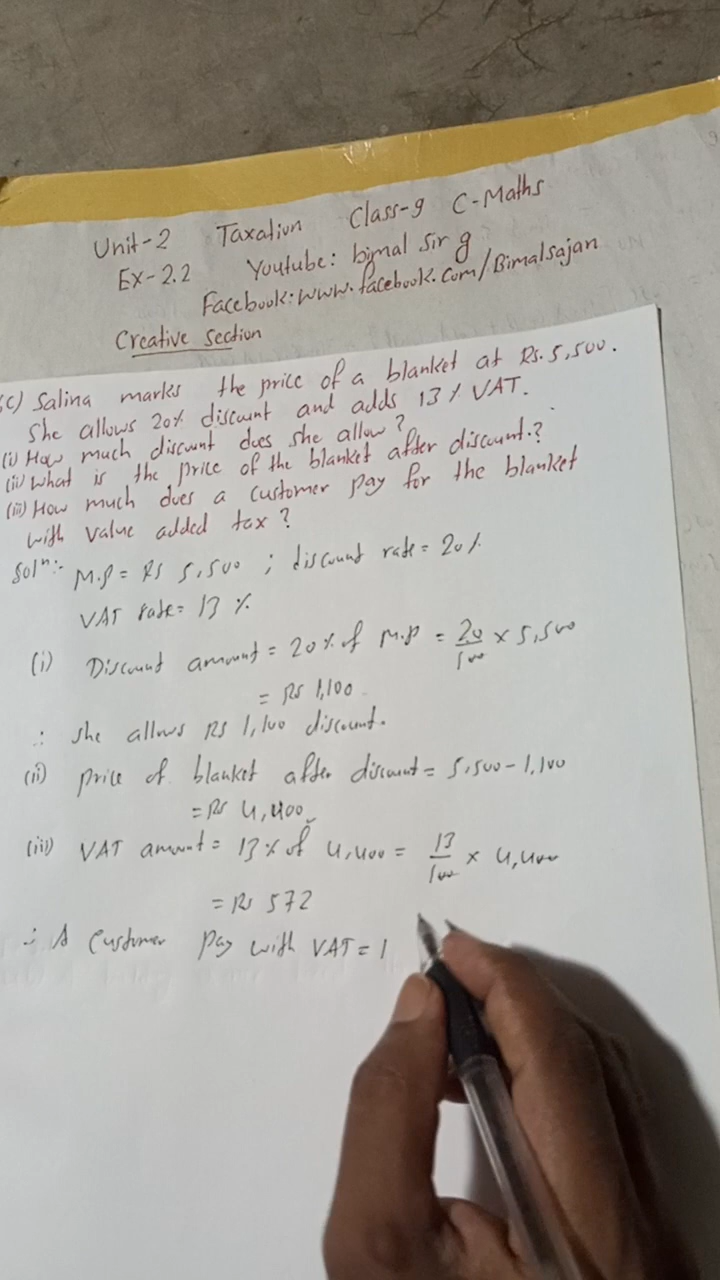 Unit-2 Taxation Class-9 C-Maths
Ex-2.2 Youtube: bimal sir g
Facebook: www.facebook.com/Bimalsajan
Creative section
c) Salina marks the price of a blanket at Rs. 5,500.
She allows 20% discount and adds 13% VAT.
(i) How much discount does she allow?
(ii) What is the price of the blanket after discount.?
(iii) How much does a customer pay for the blanket
with value added tax?
Solⁿ:- M.P = Rs 5,500 ; discount rate = 20%
VAT rate = 13 %
(i) Discount amount = 20% of M.P = 20/100 × 5,500
= Rs 1,100
∴ she allows Rs 1,100 discount.
(ii) price of blanket after discount = 5,500 - 1,100
= Rs 4,400
(iii) VAT amount = 13% of 4,400 = 13/100 × 4,400
= Rs 572
∴ A customer pay with VAT = 1